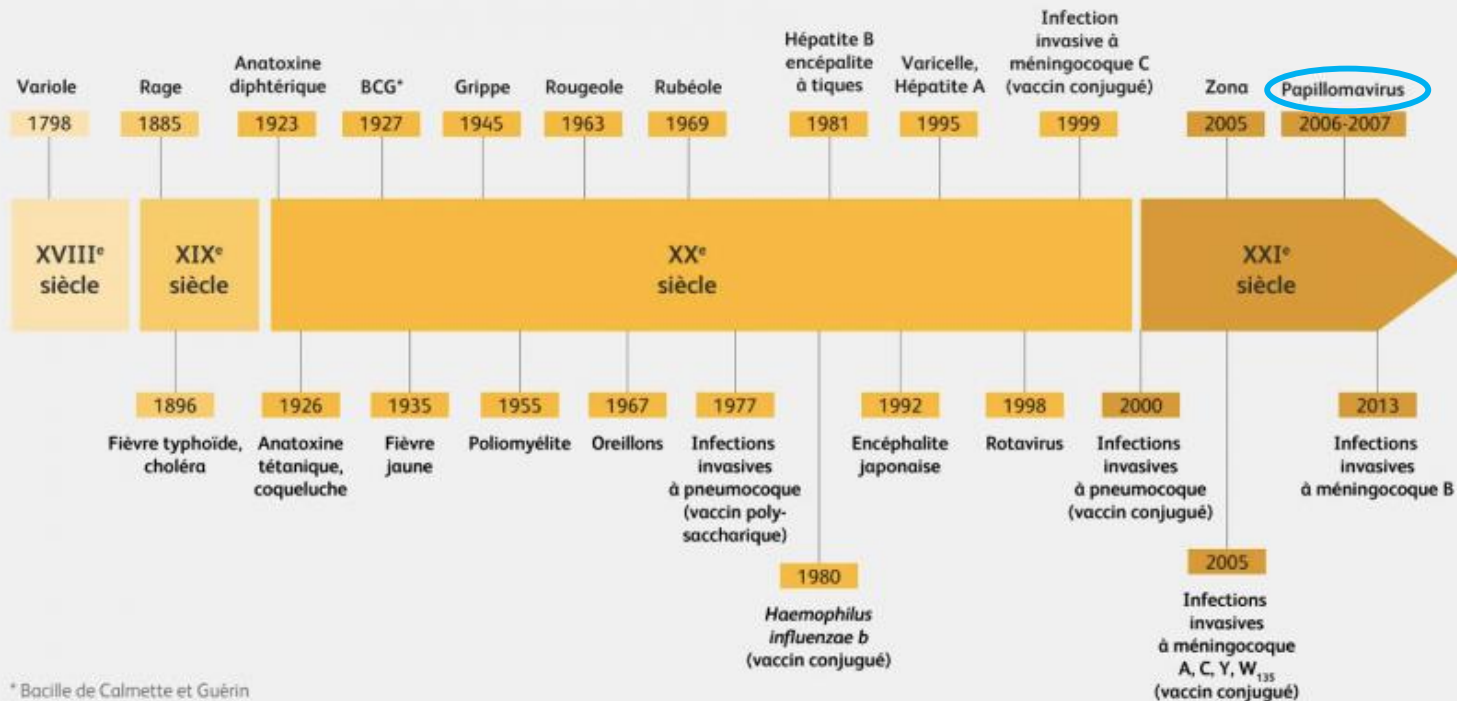 Variole
1798
Rage
1885
Anatoxine
diphtérique
1923
BCG*
1927
Grippe
1945
Rougeole
1963
Rubéole
1969
Hépatite B
encépalite
à tiques
1981
Varicelle,
Hépatite A
1995
Infection
invasive à
méningocoque C
(vaccin conjugué)
1999
Zona
2005
Papillomavirus
2006-2007
XVIIIe
siècle
XIXe
siècle
XXe
siècle
XXIe
siècle
1896
Fièvre typhoïde,
choléra
1926
Anatoxine
tétanique,
coqueluche
1935
Fièvre
jaune
1955
Poliomyélite
1967
Oreillons
1977
Infections
invasives
à pneumocoque
(vaccin poly-
saccharique)
1980
Haemophilus
influenzae b
(vaccin conjugué)
1992
Encéphalite
japonaise
1998
Rotavirus
2000
Infections
invasives
à pneumocoque
(vaccin conjugué)
2005
Infections
invasives
à méningocoque
A, C, Y, W135
(vaccin conjugué)
2013
Infections
invasives
à méningocoque B
* Bacille de Calmette et Guérin